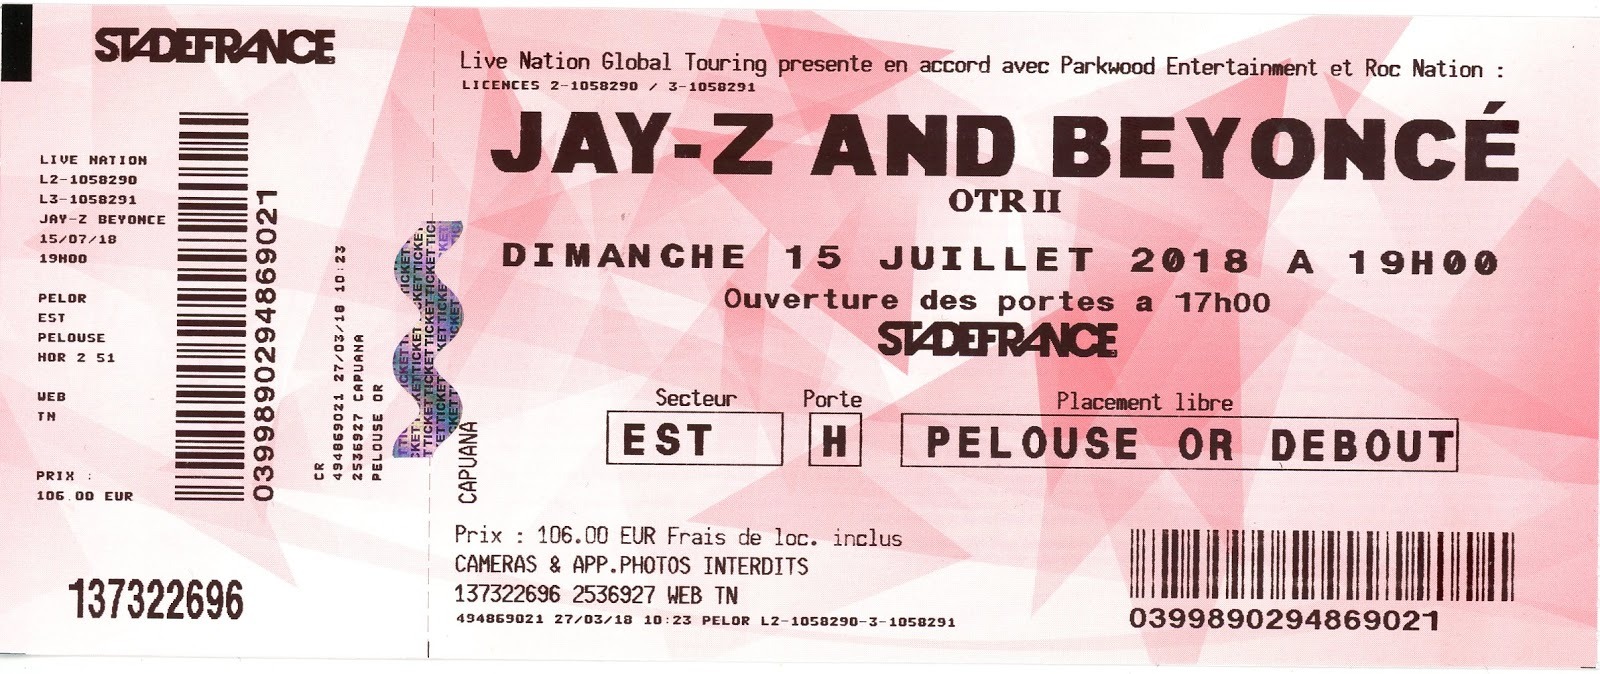 STADEFRANCE
LIVE NATION
L2-1058290
L3-1058291
JAY-Z BEYONCE
15/07/18
19H00
PELOR
EST
PELOUSE
HOR 2 51
WEB
TN
PRIX :
106.00 EUR
137322696
03998902948690​21
CR
494869021 27/03/18 10:23
2536927 CAPUANA
PELOUSE OR
CAPUANA
Live Nation Global Touring presente en accord avec Parkwood Entertainment et Roc Nation :
LICENCES 2-1058290 / 3-1058291
JAY-Z AND BEYONCÉ
OTR II
DIMANCHE 15 JUILLET 2018 A 19H00
Ouverture des portes a 17h00
STADEFRANCE
Secteur Porte Placement libre
EST H PELOUSE OR DEBOUT
Prix : 106.00 EUR Frais de loc. inclus
CAMERAS & APP.PHOTOS INTERDITS
137322696 2536927 WEB TN
494869021 27/03/18 10:23 PELOR L2-1058290-3-1058291
03998902948690​21